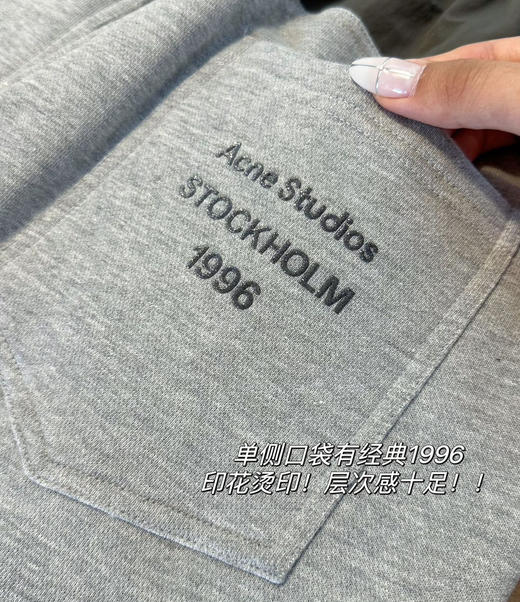 Acne Studios
STOCKHOLM
1996
单侧口袋有经典1996
印花烫印！层次感十足！！